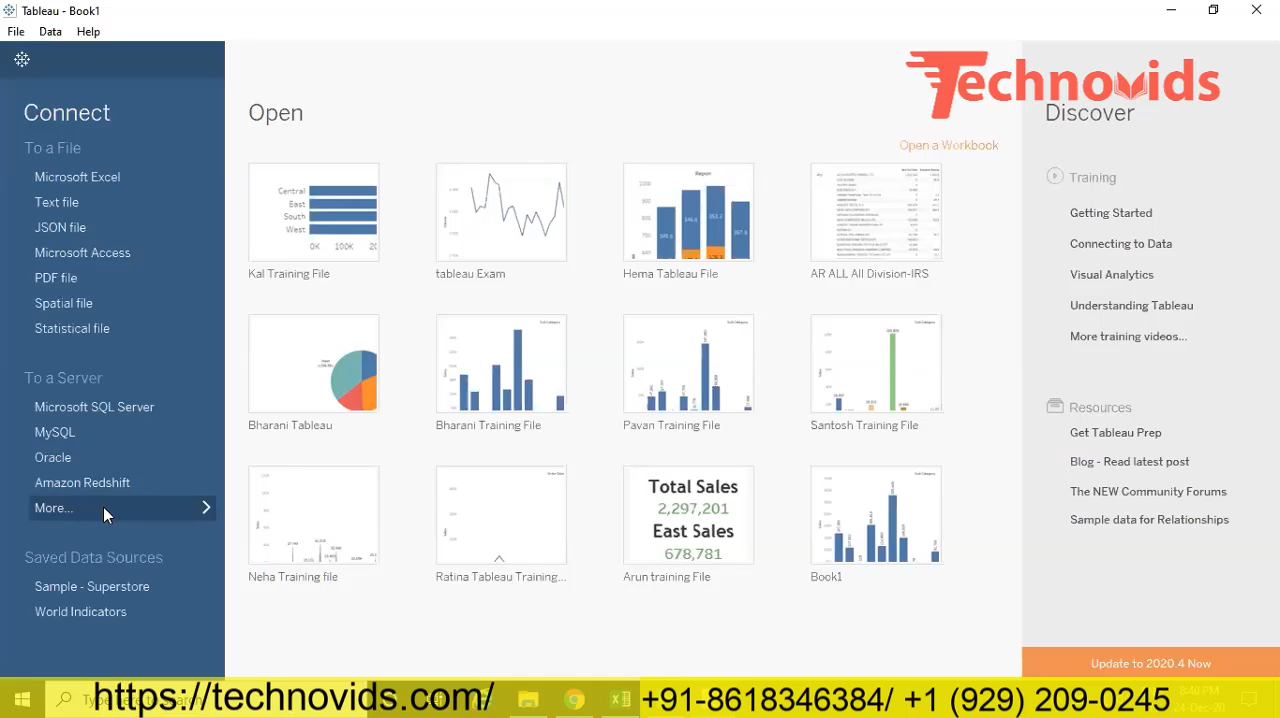 Tableau - Book1
File Data Help
Technovids
Connect
To a File
Microsoft Excel
Text file
JSON file
Microsoft Access
PDF file
Spatial file
Statistical file
To a Server
Microsoft SQL Server
MySQL
Oracle
Amazon Redshift
More...
Saved Data Sources
Sample - Superstore
World Indicators
Open
Open a Workbook
Central
East
South
West
0K 100K
Report
Kal Training File
tableau Exam
Hema Tableau File
AR ALL All Division-IRS
Bharani Tableau
Bharani Training File
Pavan Training File
Santosh Training File
Total Sales
2,297,201
East Sales
678,781
Neha Training file
Ratina Tableau Training...
Arun training File
Book1
Discover
Training
Getting Started
Connecting to Data
Visual Analytics
Understanding Tableau
More training videos...
Resources
Get Tableau Prep
Blog - Read latest post
The NEW Community Forums
Sample data for Relationships
Update to 2020.4 Now
https://technovids.com/
+91-8618346384/ +1 (929) 209-0245